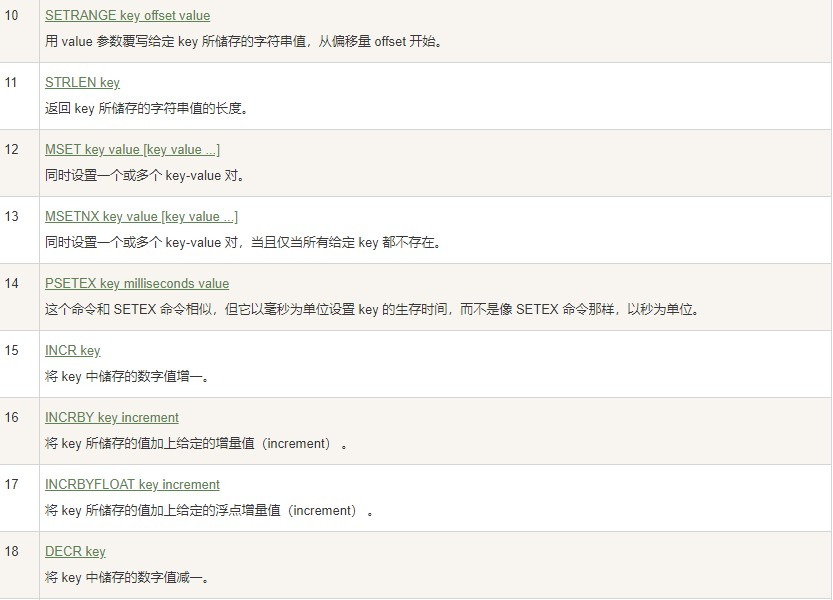 10 SETRANGE key offset value
用 value 参数覆写给定 key 所储存的字符串值，从偏移量 offset 开始。
11 STRLEN key
返回 key 所储存的字符串值的长度。
12 MSET key value [key value ...]
同时设置一个或多个 key-value 对。
13 MSETNX key value [key value ...]
同时设置一个或多个 key-value 对，当且仅当所有给定 key 都不存在。
14 PSETEX key milliseconds value
这个命令和 SETEX 命令相似，但它以毫秒为单位设置 key 的生存时间，而不是像 SETEX 命令那样，以秒为单位。
15 INCR key
将 key 中储存的数字值增一。
16 INCRBY key increment
将 key 所储存的值加上给定的增量值（increment） 。
17 INCRBYFLOAT key increment
将 key 所储存的值加上给定的浮点增量值（increment） 。
18 DECR key
将 key 中储存的数字值减一。